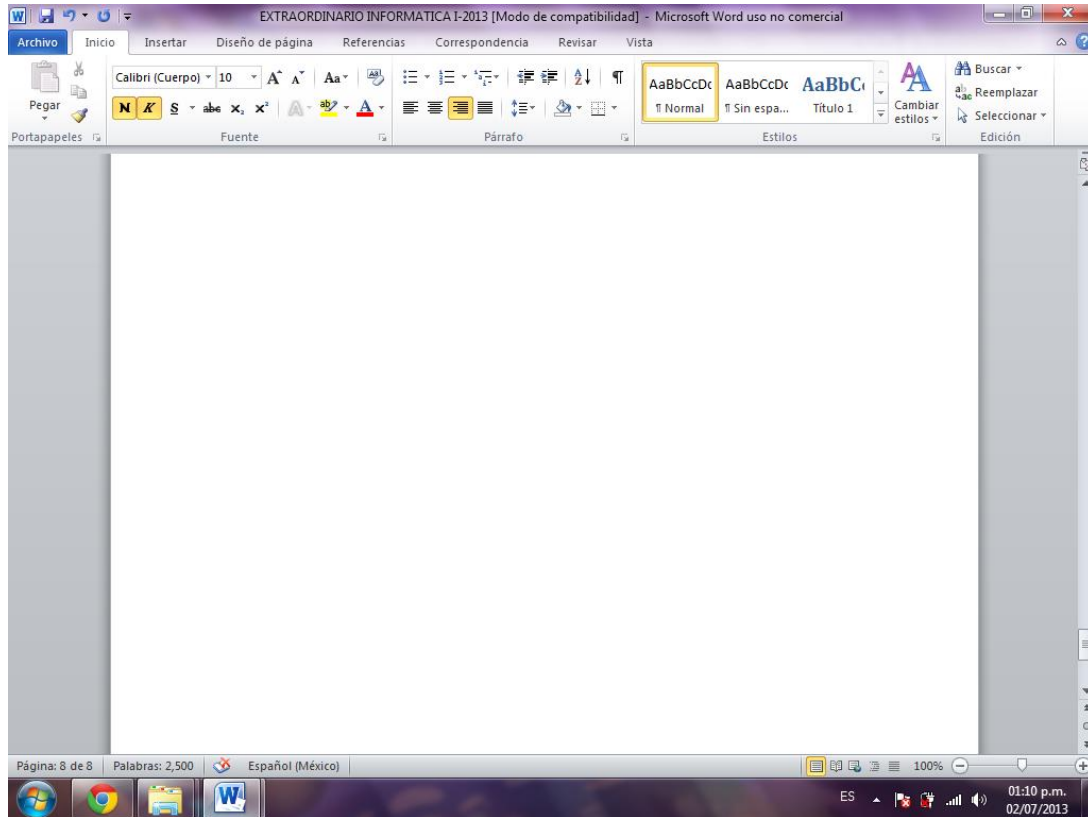 EXTRAORDINARIO INFORMATICA I-2013 [Modo de compatibilidad] - Microsoft Word uso no comercial
Archivo Inicio Insertar Diseño de página Referencias Correspondencia Revisar Vista
Calibri (Cuerpo) 10 A A Aa
Pegar
N K S abc x₂ x² A ab A
AaBbCcDc AaBbCcDc AaBbC
¶ Normal ¶ Sin espa... Título 1
Cambiar estilos
Buscar
Reemplazar
Seleccionar
Portapapeles Fuente Párrafo Estilos Edición
Página: 8 de 8 Palabras: 2,500 Español (México) 100%
ES 01:10 p.m.
02/07/2013